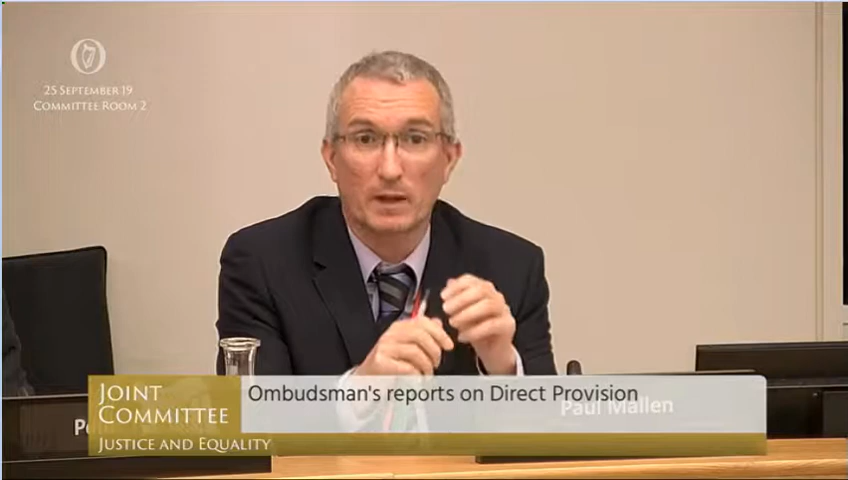 25 September 19
Committee Room 2
Ombudsman's reports on Direct Provision
Joint
Committee
Paul Mallen
Justice and Equality